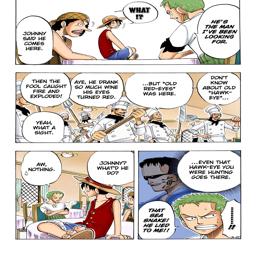 HE'S
THE MAN
I'VE BEEN
LOOKING
FOR.
WHAT
!?
JOHNNY
SAID HE
COMES
HERE.
DON'T
KNOW
ABOUT OLD
"HAWK-
EYE"...
...BUT "OLD
RED-EYES"
WAS HERE.
AYE, HE DRANK
SO MUCH WINE
HIS EYES
TURNED RED.
THEN THE
FOOL CAUGHT
FIRE AND
EXPLODED!
YEAH,
WHAT A
SIGHT.
...EVEN THAT
HAWK-EYE YOU
WERE HUNTING
GOES THERE.
THAT
SEA
SNAKE!
HE LIED
TO ME!!
!!
JOHNNY?
WHAT'D HE
DO?
AW,
NOTHING.